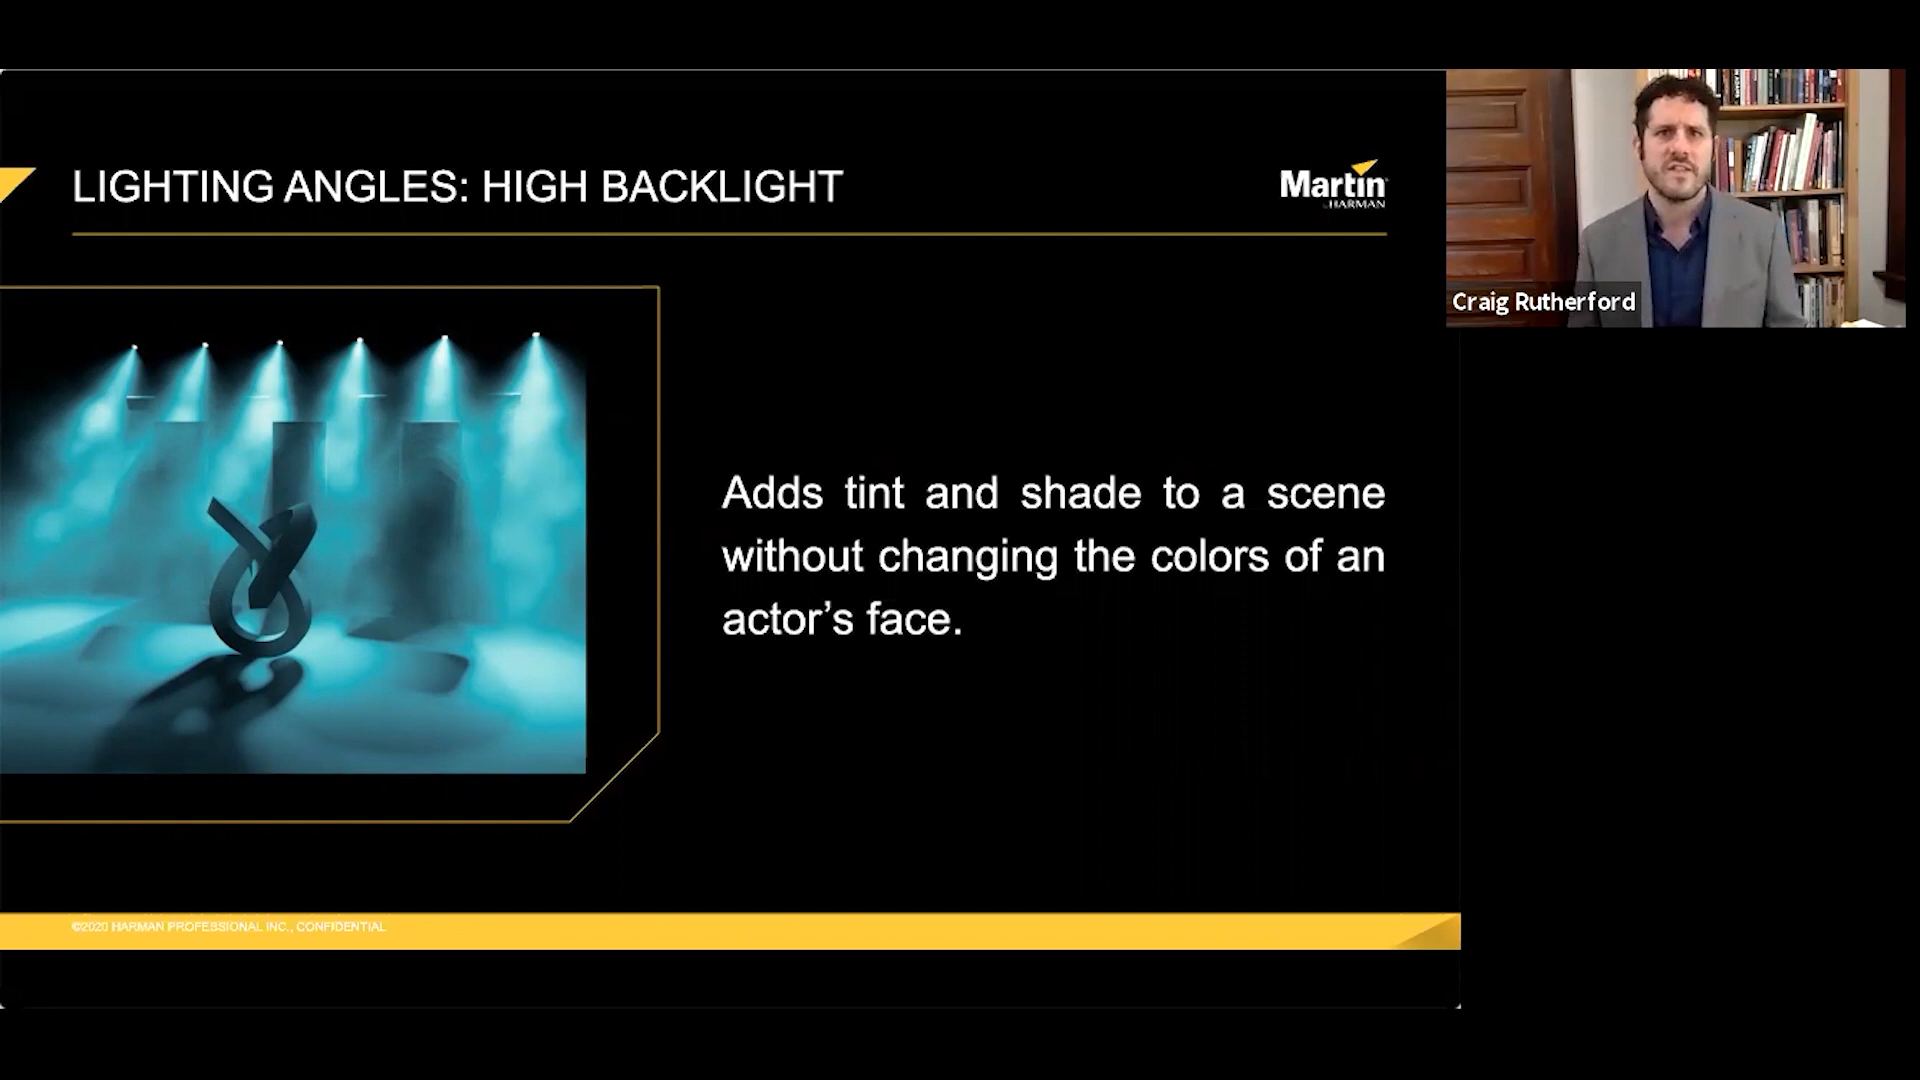 LIGHTING ANGLES: HIGH BACKLIGHT
Martin
by HARMAN
Craig Rutherford
Adds tint and shade to a scene
without changing the colors of an
actor’s face.
©2020 HARMAN PROFESSIONAL INC., CONFIDENTIAL